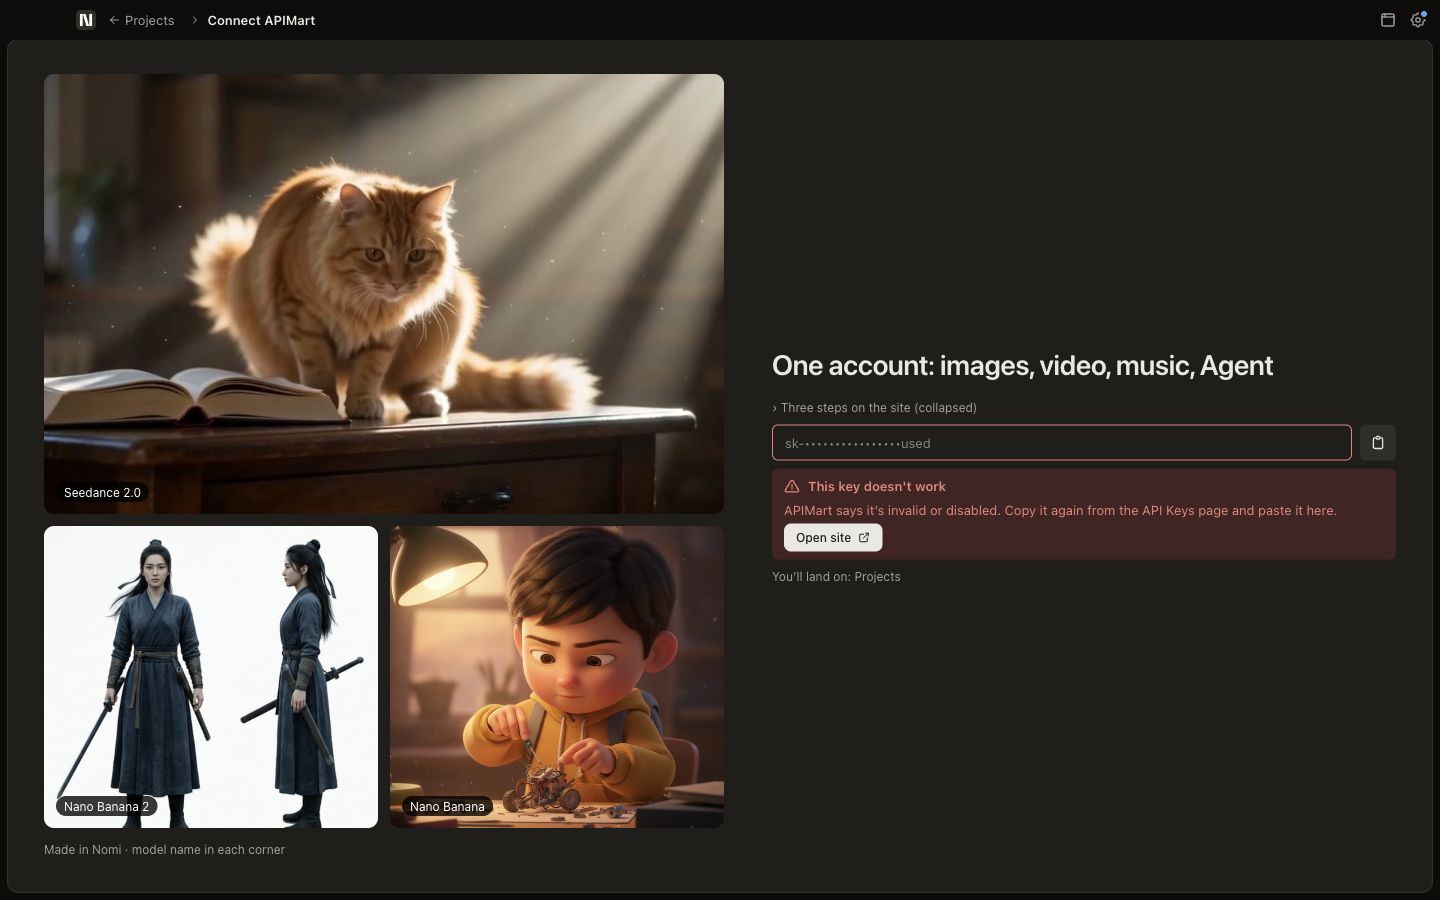 N
← Projects
Connect APIMart
Seedance 2.0
Nano Banana 2
Nano Banana
Made in Nomi · model name in each corner
One account: images, video, music, Agent
› Three steps on the site (collapsed)
sk-••••••••••••••••used
This key doesn't work
APIMart says it’s invalid or disabled. Copy it again from the API Keys page and paste it here.
Open site
You’ll land on: Projects